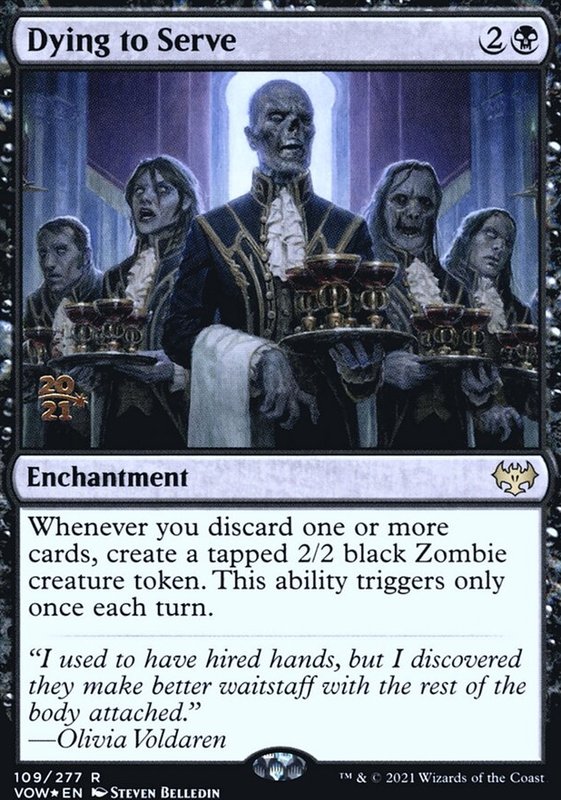 Dying to Serve 2
20
21
Enchantment
Whenever you discard one or more
cards, create a tapped 2/2 black Zombie
creature token. This ability triggers only
once each turn.
“I used to have hired hands, but I discovered
they make better waitstaff with the rest of the
body attached.”
—Olivia Voldaren
109/277 R
VOW★EN Steven Belledin
™ & © 2021 Wizards of the Coast